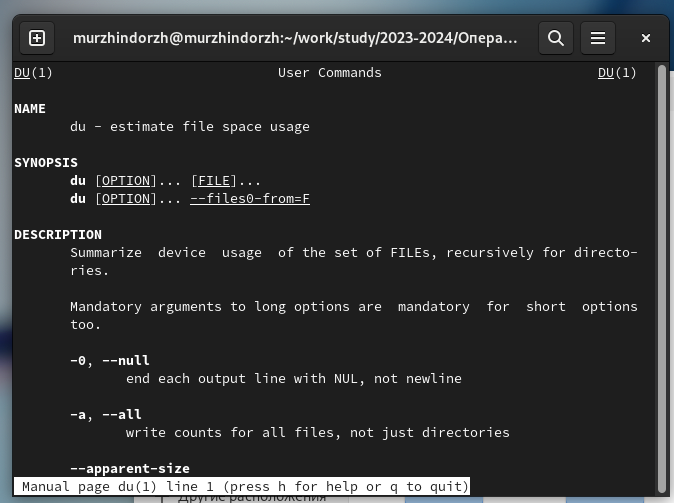 murzhindorzh@murzhindorzh:~/work/study/2023-2024/Опера…
DU(1) User Commands DU(1)
NAME
du - estimate file space usage
SYNOPSIS
du [OPTION]... [FILE]...
du [OPTION]... --files0-from=F
DESCRIPTION
Summarize device usage of the set of FILEs, recursively for directo-
ries.
Mandatory arguments to long options are mandatory for short options
too.
-0, --null
end each output line with NUL, not newline
-a, --all
write counts for all files, not just directories
--apparent-size
Manual page du(1) line 1 (press h for help or q to quit)
Другие расположения